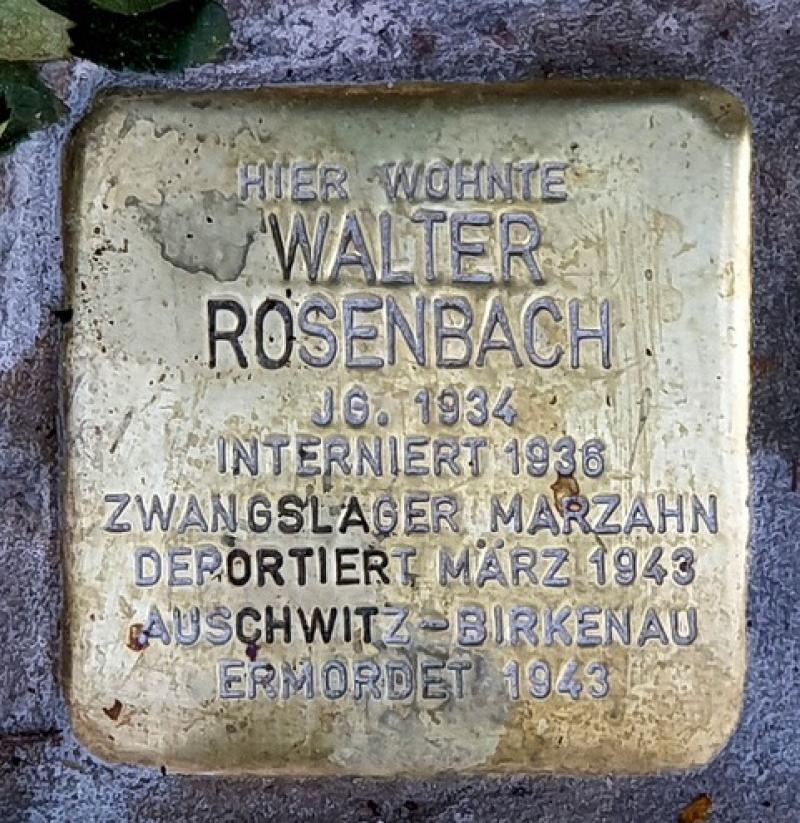 HIER WOHNTE
WALTER
ROSENBACH
JG. 1934
INTERNIERT 1936
ZWANGSLAGER MARZAHN
DEPORTIERT MÄRZ 1943
AUSCHWITZ-BIRKENAU
ERMORDET 1943